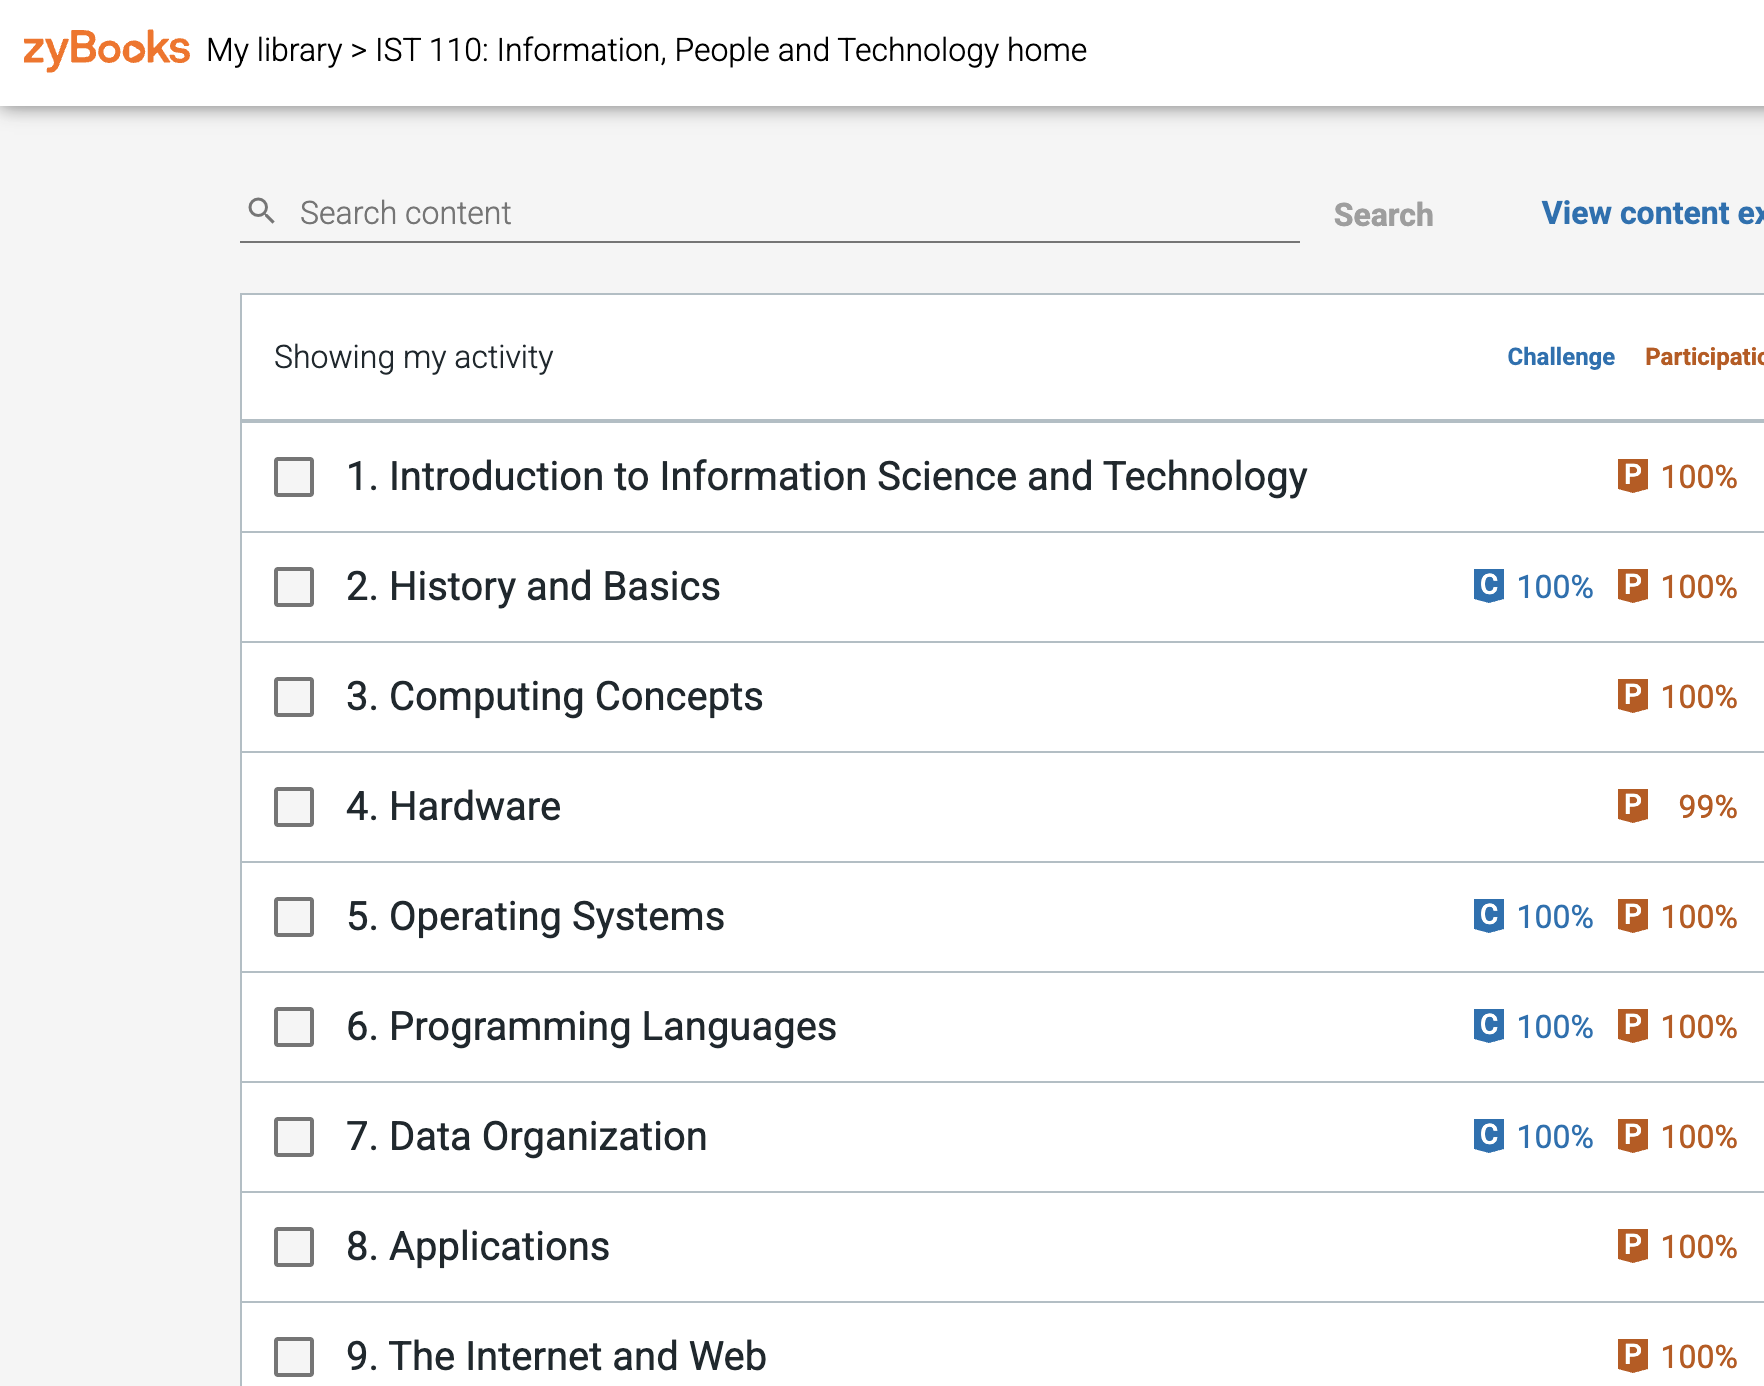 zyBooks My library > IST 110: Information, People and Technology home
Search content Search View content ex
Showing my activity Challenge Participatio
1. Introduction to Information Science and Technology P 100%
2. History and Basics C 100% P 100%
3. Computing Concepts P 100%
4. Hardware P 99%
5. Operating Systems C 100% P 100%
6. Programming Languages C 100% P 100%
7. Data Organization C 100% P 100%
8. Applications P 100%
9. The Internet and Web P 100%